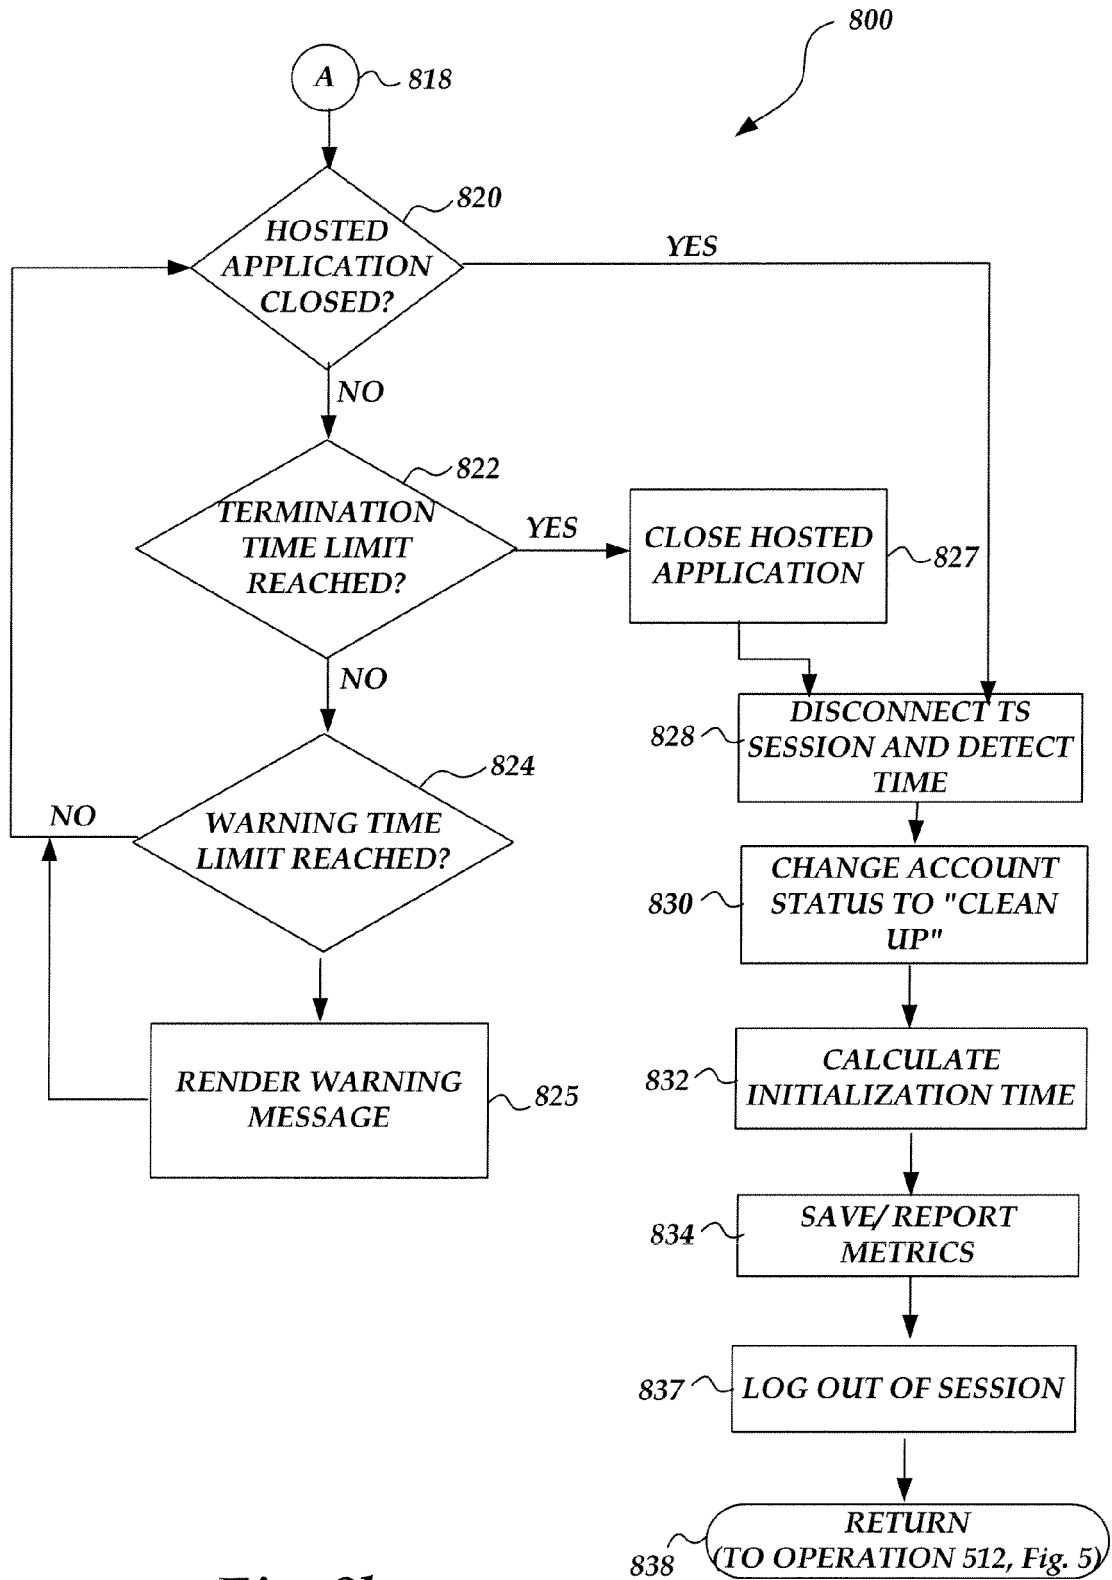 800
A
818
820
HOSTED
APPLICATION
CLOSED?
YES
NO
822
TERMINATION
TIME LIMIT
REACHED?
YES
CLOSE HOSTED
APPLICATION
827
NO
824
WARNING TIME
LIMIT REACHED?
NO
RENDER WARNING
MESSAGE
825
828
DISCONNECT TS
SESSION AND DETECT
TIME
830
CHANGE ACCOUNT
STATUS TO "CLEAN
UP"
832
CALCULATE
INITIALIZATION TIME
834
SAVE/REPORT
METRICS
837
LOG OUT OF SESSION
838
RETURN
(TO OPERATION 512, Fig. 5)